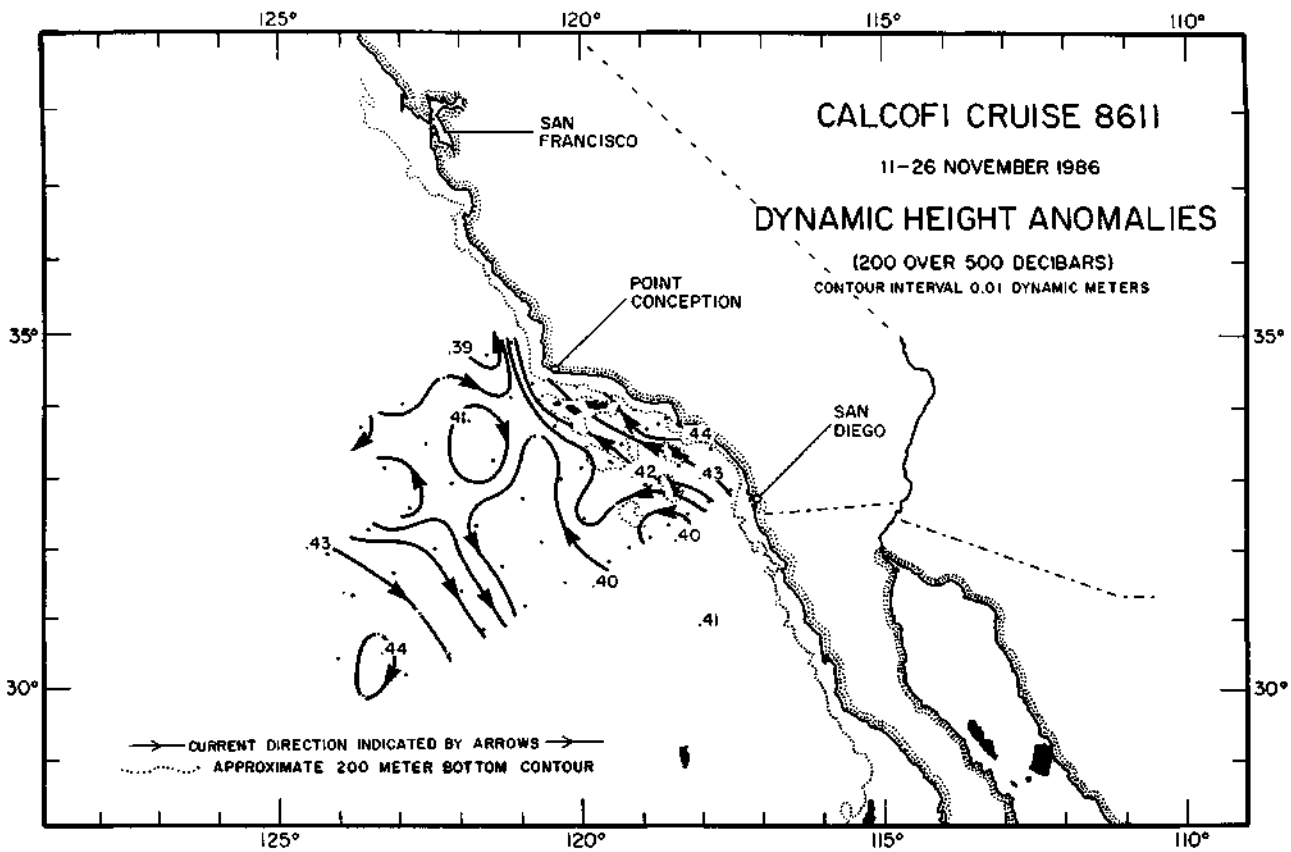 125°
120°
115°
110°
CALCOFI CRUISE 8611
11-26 NOVEMBER 1986
DYNAMIC HEIGHT ANOMALIES
(200 OVER 500 DECIBARS)
CONTOUR INTERVAL 0.01 DYNAMIC METERS
SAN
FRANCISCO
POINT
CONCEPTION
35°
35°
.39
.41
SAN
DIEGO
.44
.42
.43
.40
.43
.40
.41
.44
30°
30°
CURRENT DIRECTION INDICATED BY ARROWS
APPROXIMATE 200 METER BOTTOM CONTOUR
125°
120°
115°
110°